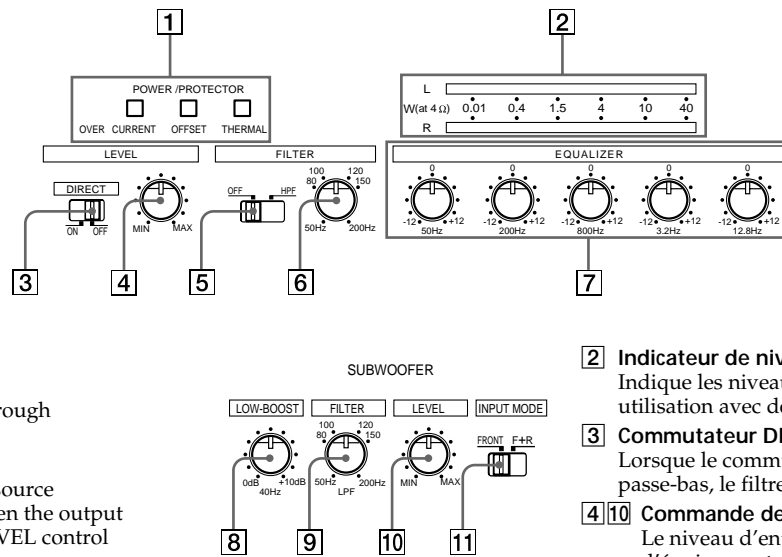 1
2
POWER /PROTECTOR
OVER CURRENT OFFSET THERMAL
L
W(at 4 Ω) 0.01 0.4 1.5 4 10 40
R
LEVEL
FILTER
DIRECT
ON OFF
MIN MAX
OFF HPF
80 100 120 150
50Hz 200Hz
EQUALIZER
0 0 0 0 0
-12 +12 -12 +12 -12 +12 -12 +12 -12 +12
50Hz 200Hz 800Hz 3.2Hz 12.8Hz
3 4 5 6 7
SUBWOOFER
LOW-BOOST FILTER LEVEL INPUT MODE
0dB +10dB
40Hz
80 100 120 150
50Hz 200Hz
LPF
MIN MAX
FRONT F+R
8 9 10 11
en the output
VEL control
2 Indicateur de niv
Indique les niveau
utilisation avec de
3 Commutateur DI
Lorsque le commu
passe-bas, le filtre
4 10 Commande de
Le niveau d’en